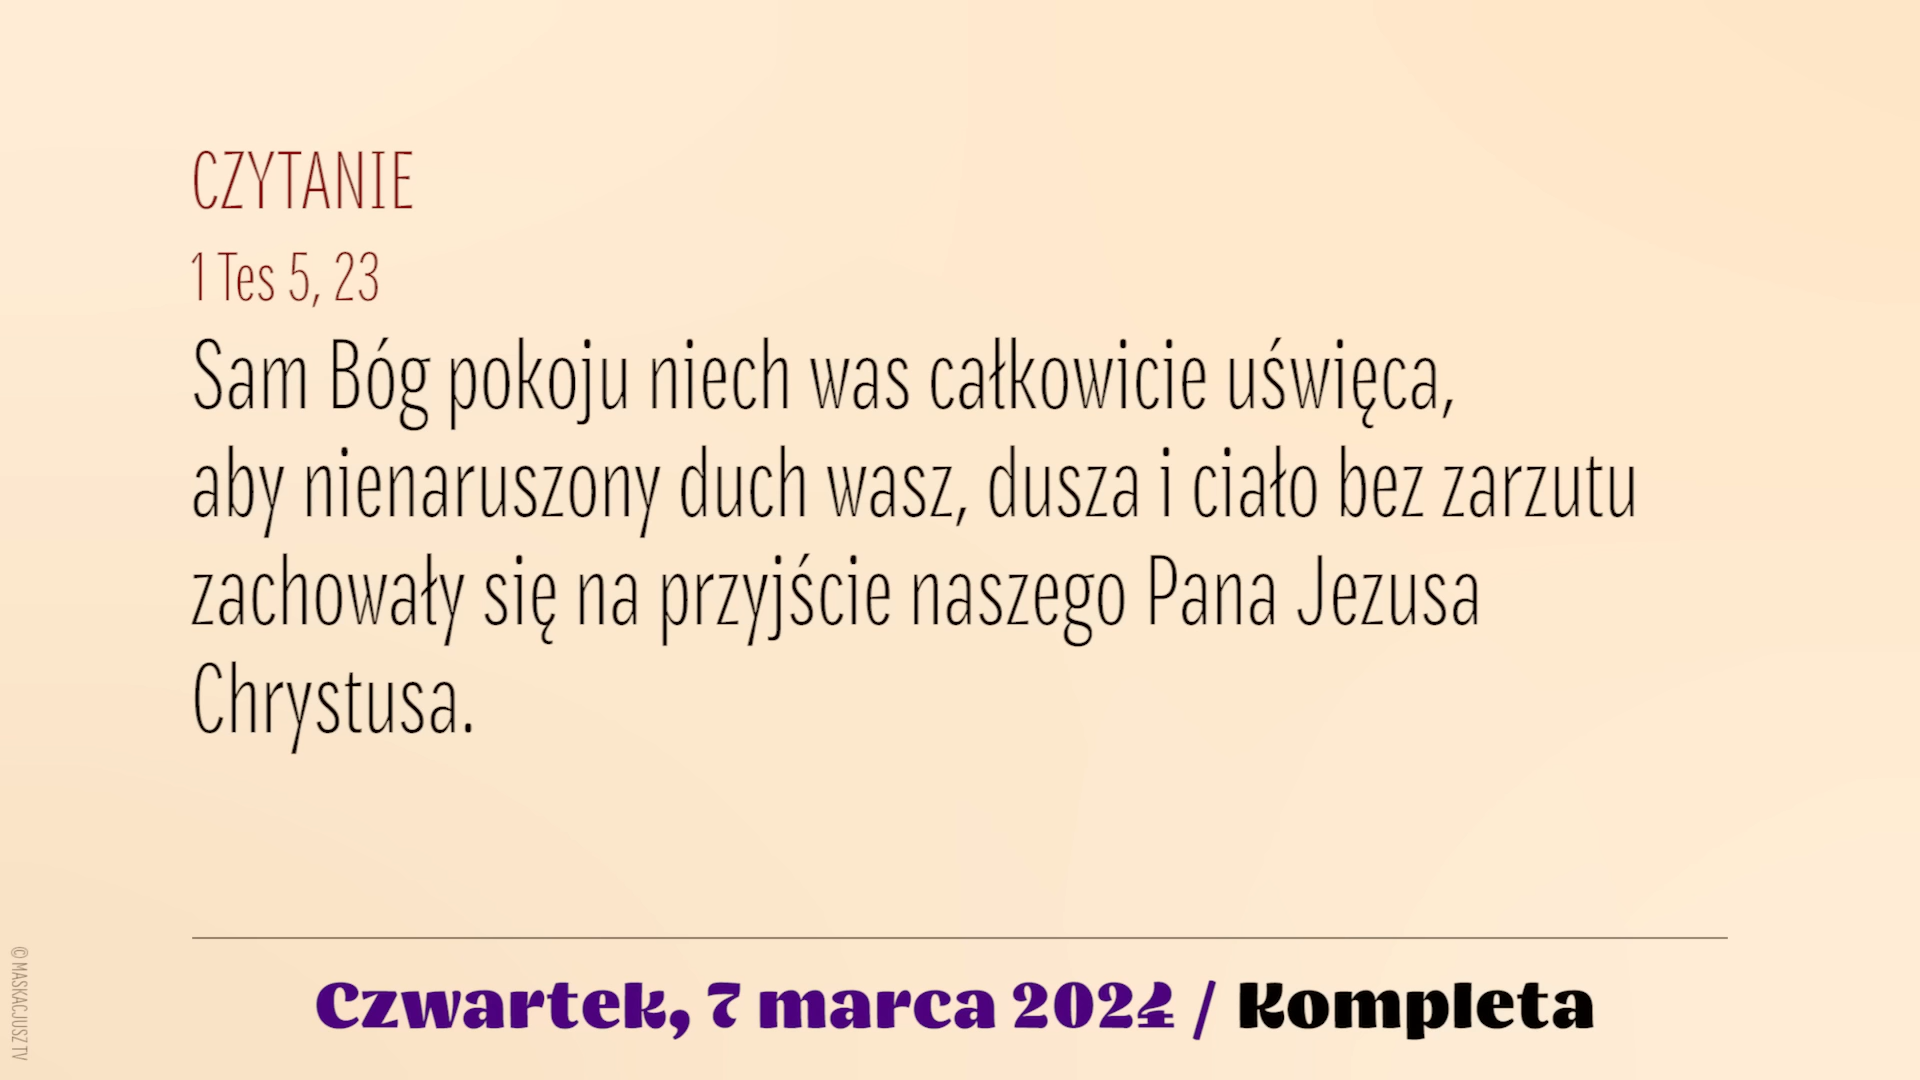 CZYTANIE
1 Tes 5, 23
Sam Bóg pokoju niech was całkowicie uświęca,
aby nienaruszony duch wasz, dusza i ciało bez zarzutu
zachowały się na przyjście naszego Pana Jezusa
Chrystusa.
Czwartek, 7 marca 2024 / Kompleta
© MASKACJUSZ TV